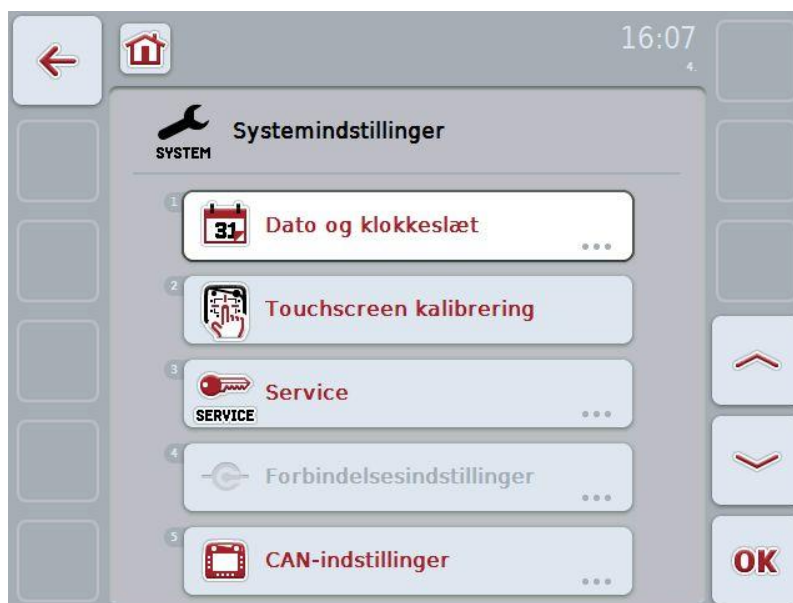 16:07
4.
SYSTEM
Systemindstillinger
1
31
Dato og klokkeslæt
2
Touchscreen kalibrering
3
SERVICE
Service
4
Forbindelsesindstillinger
5
CAN-indstillinger
OK